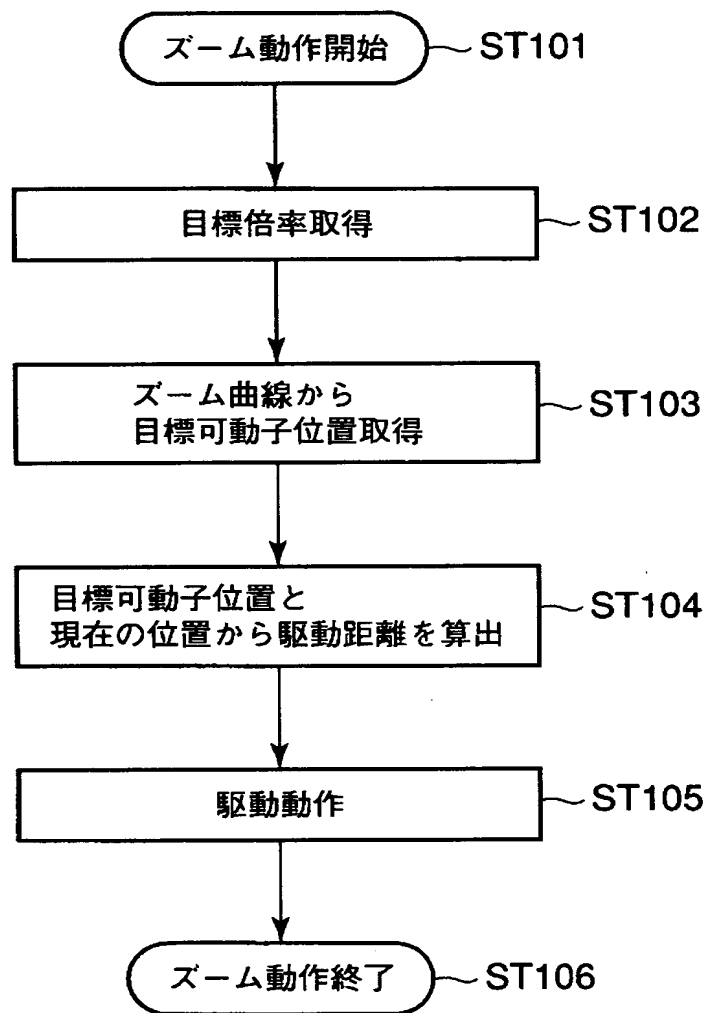 ズーム動作開始 ST101
目標倍率取得 ST102
ズーム曲線から
目標可動子位置取得 ST103
目標可動子位置と
現在の位置から駆動距離を算出 ST104
駆動動作 ST105
ズーム動作終了 ST106